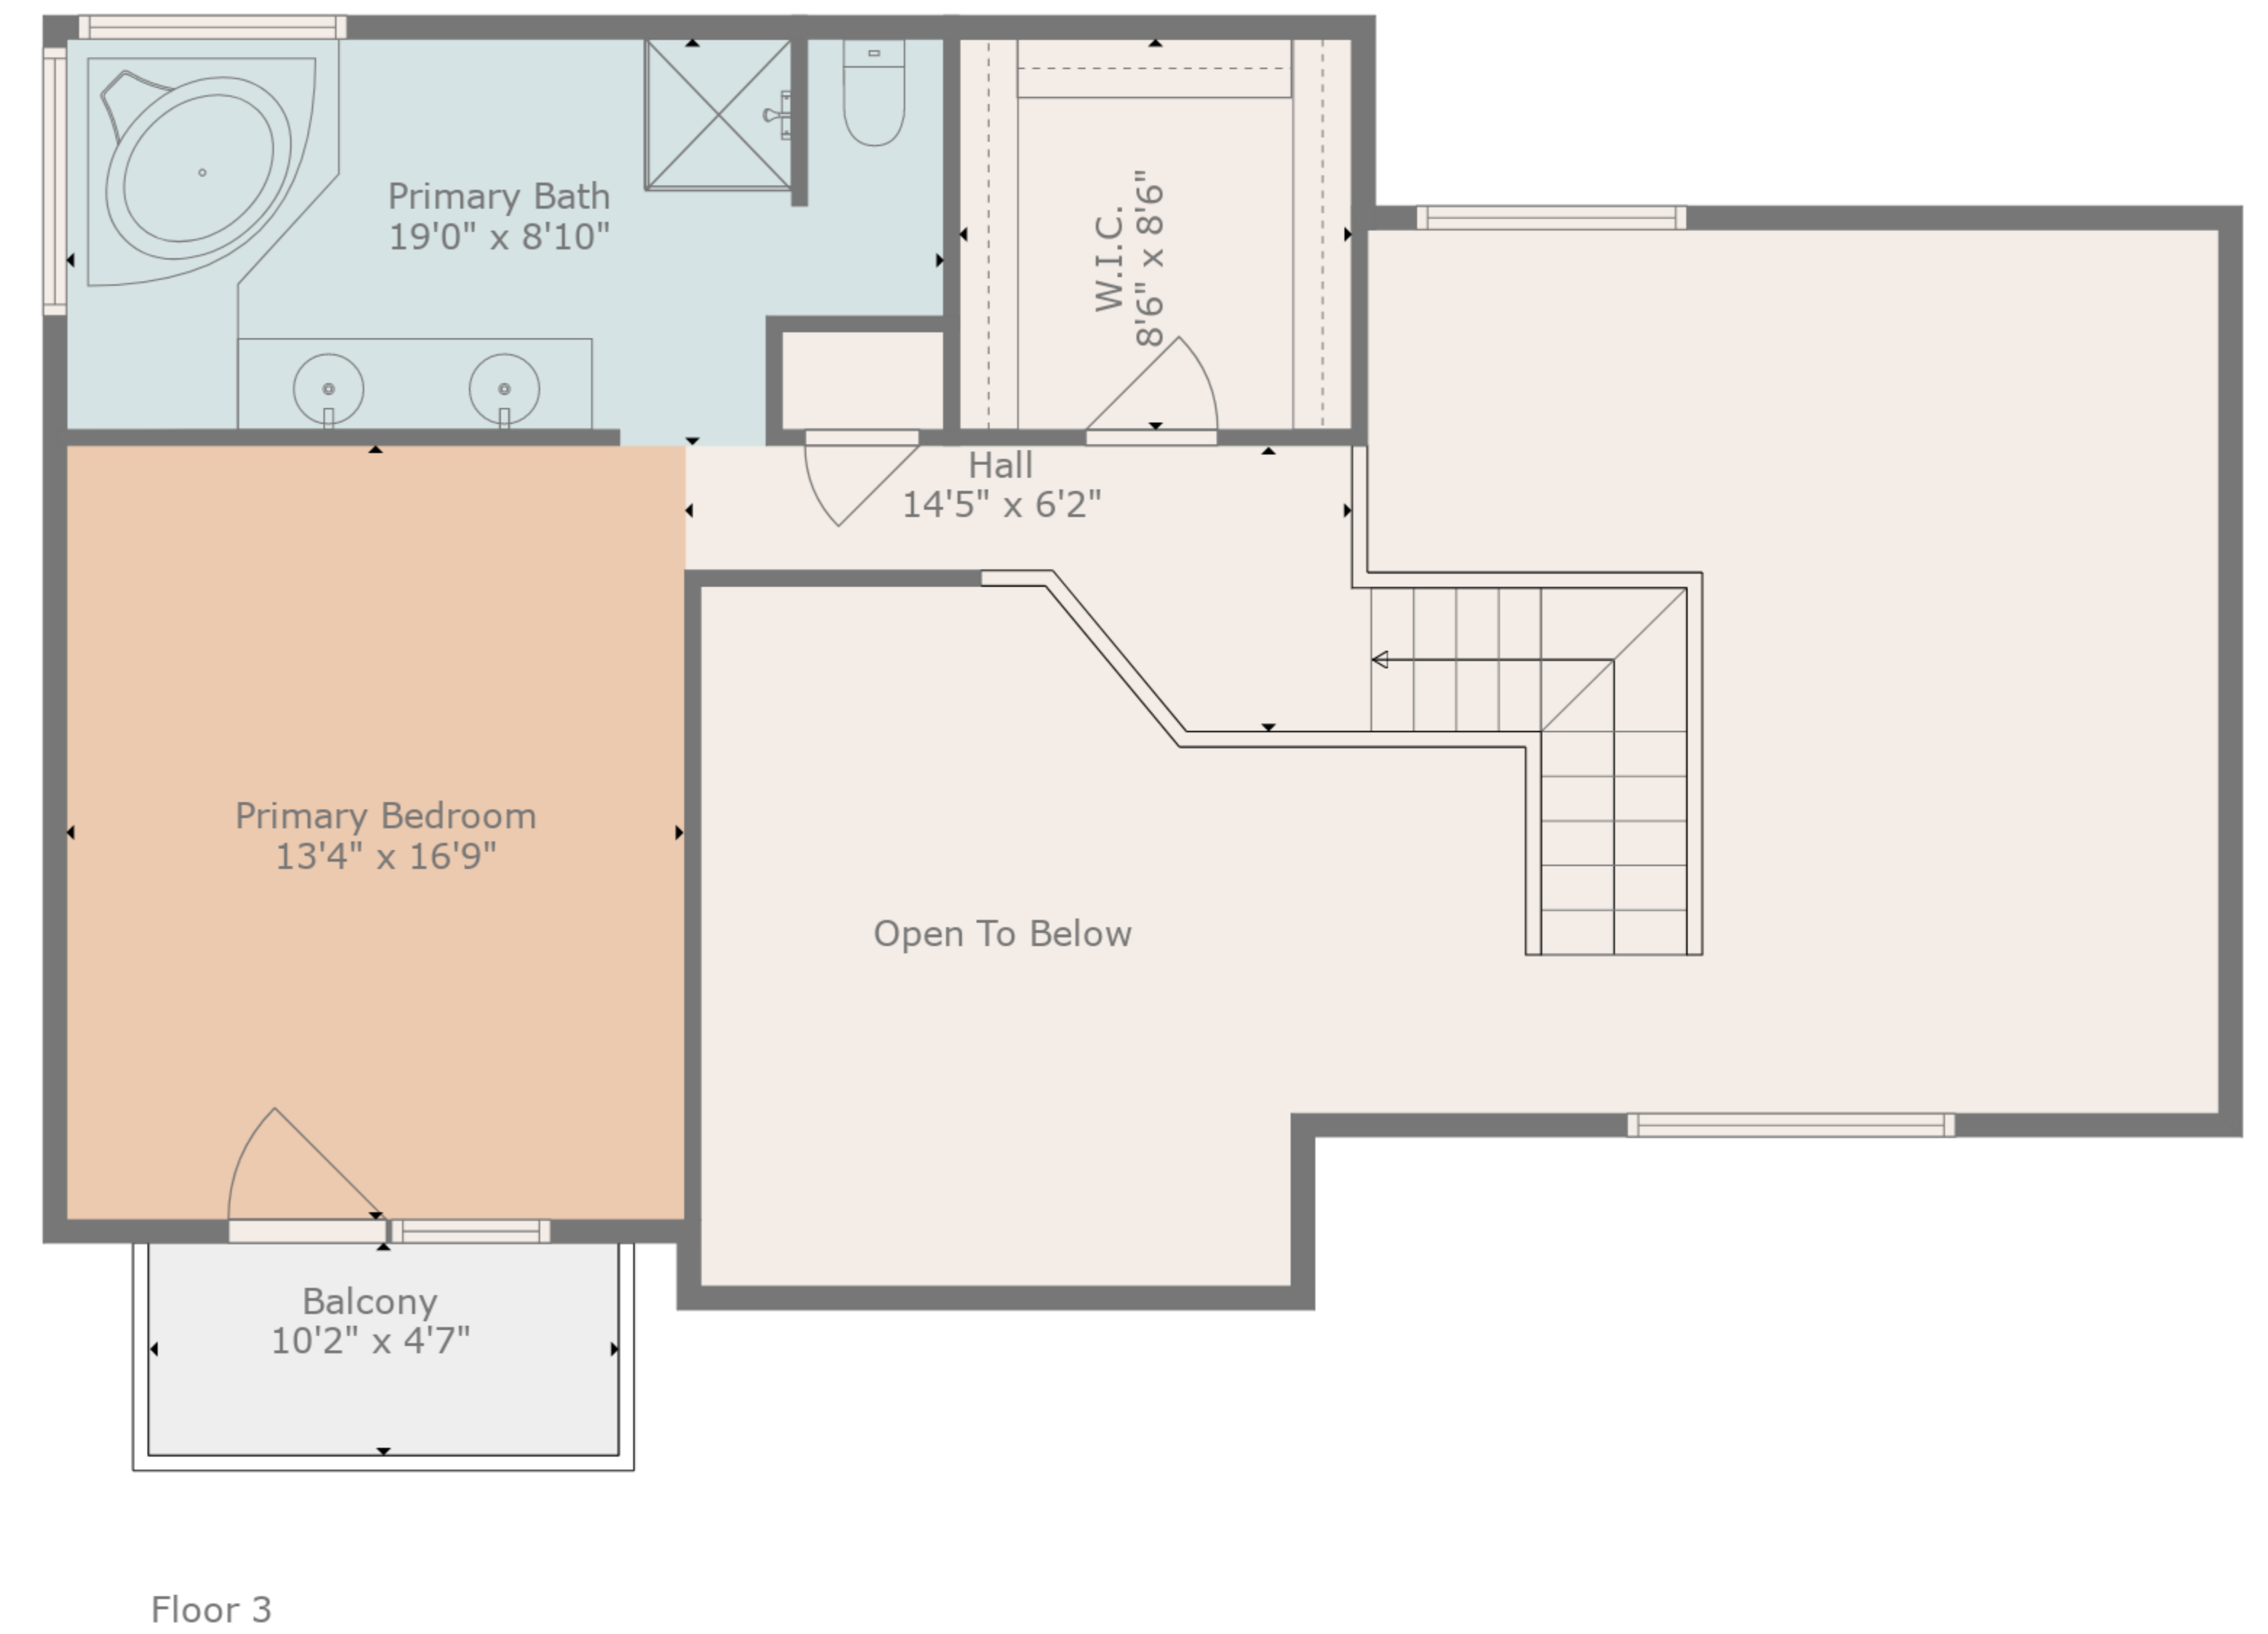 Primary Bath
19'0" x 8'10"
W.I.C.
8'6" x 8'6"
Hall
14'5" x 6'2"
Primary Bedroom
13'4" x 16'9"
Open To Below
Balcony
10'2" x 4'7"
Floor 3